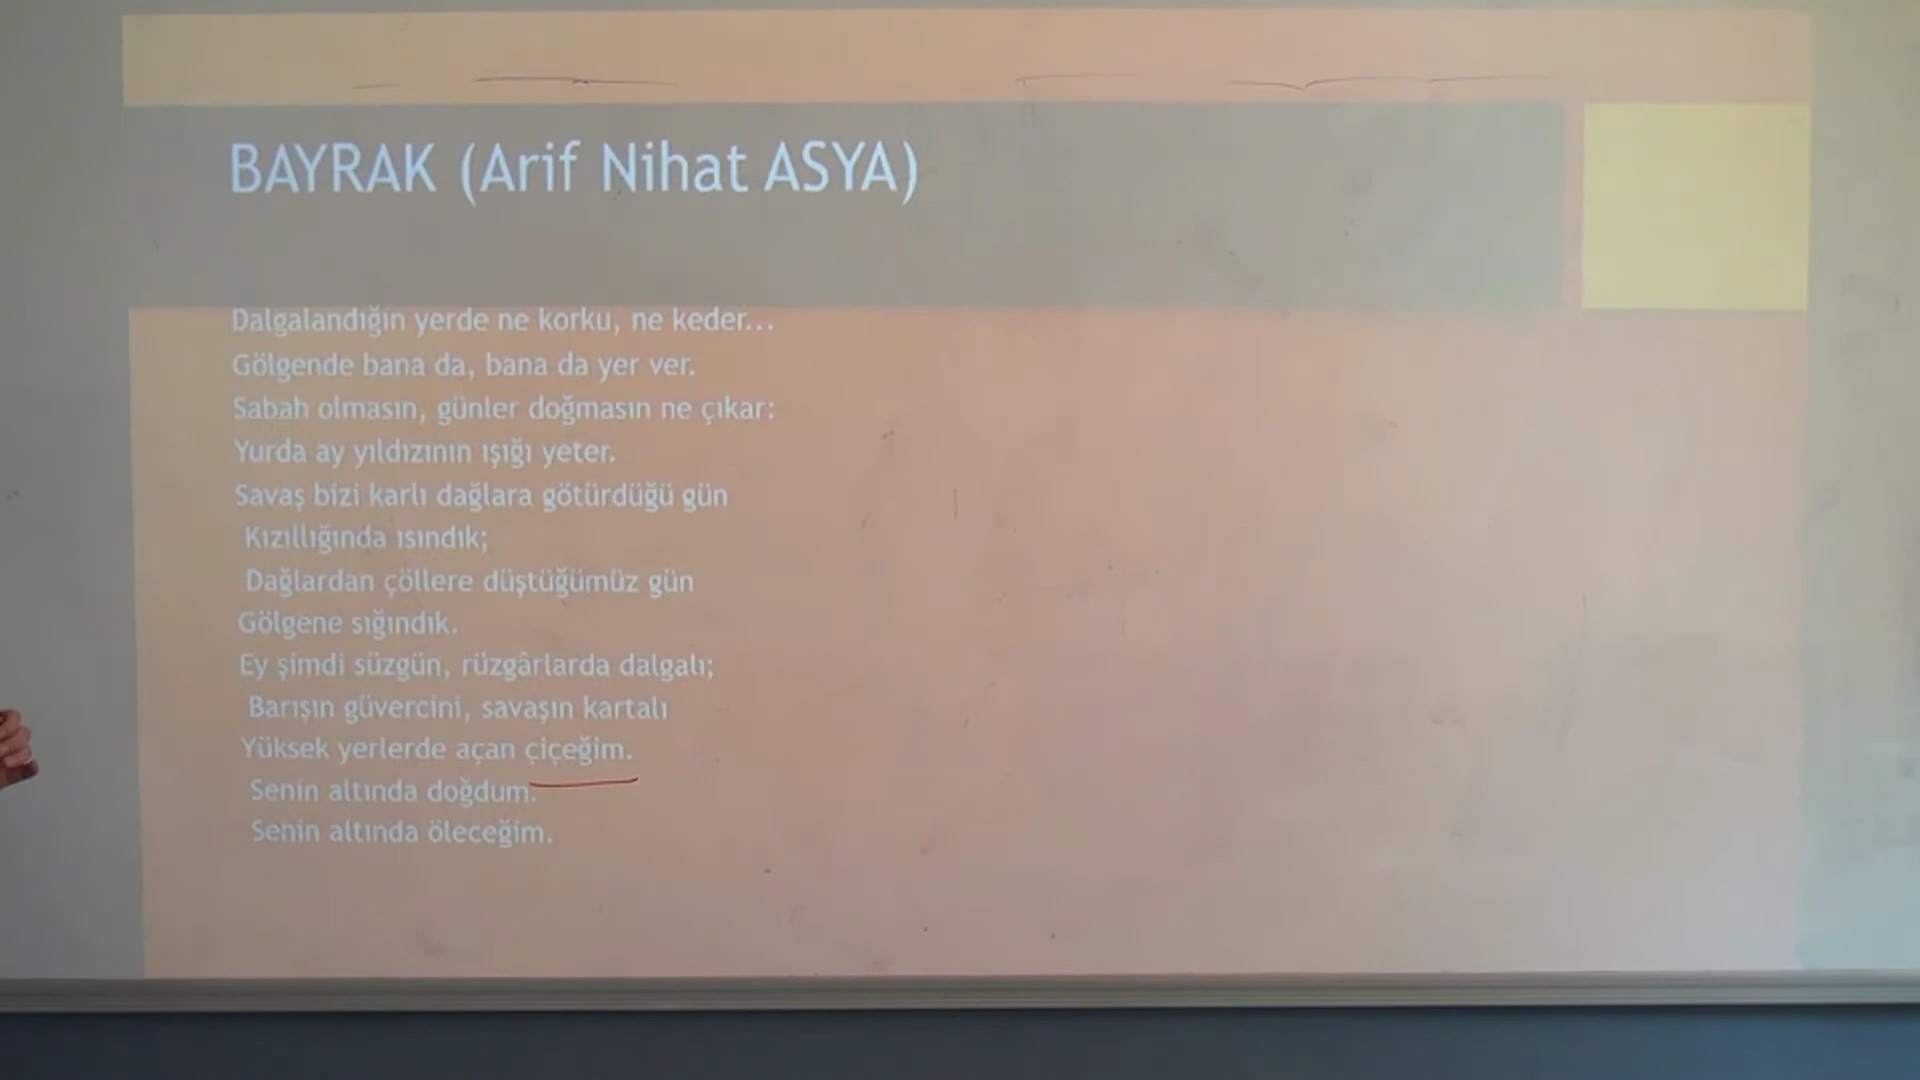 BAYRAK (Arif Nihat ASYA)
Dalgalandığın yerde ne korku, ne keder...
Gölgende bana da, bana da yer ver.
Sabah olmasın, günler doğmasın ne çıkar:
Yurda ay yıldızının ışığı yeter.
Savaş bizi karlı dağlara götürdüğü gün
Kızıllığında ısındık;
Dağlardan çöllere düştüğümüz gün
Gölgene sığındık.
Ey şimdi süzgün, rüzgârlarda dalgalı;
Barışın güvercini, savaşın kartalı
Yüksek yerlerde açan çiçeğim.
Senin altında doğdum.
Senin altında öleceğim.